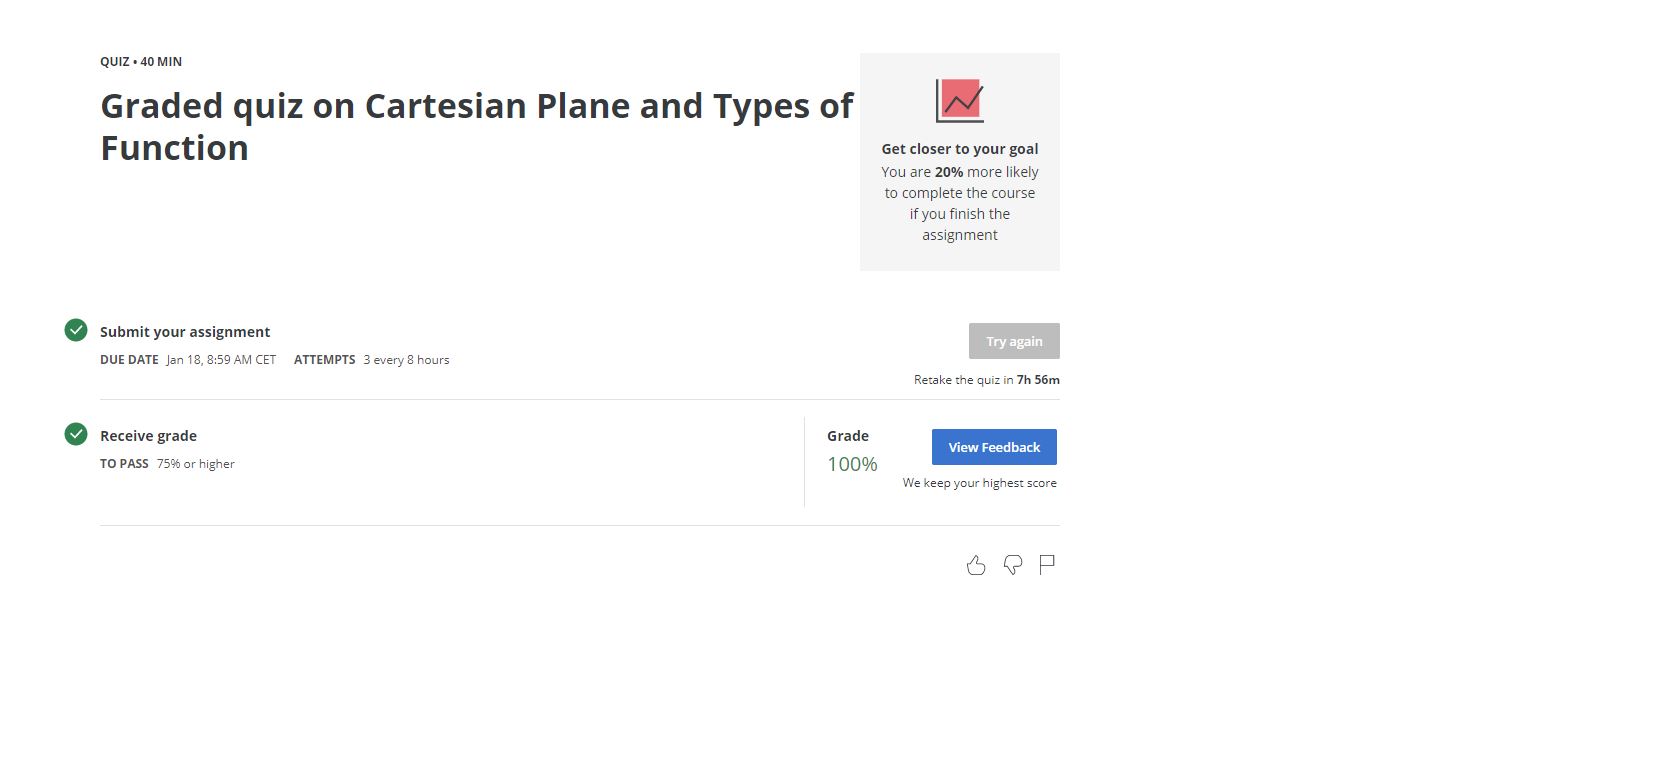 QUIZ • 40 MIN
Graded quiz on Cartesian Plane and Types of
Function
Get closer to your goal
You are 20% more likely
to complete the course
if you finish the
assignment
Submit your assignment
DUE DATE Jan 18, 8:59 AM CET ATTEMPTS 3 every 8 hours
Try again
Retake the quiz in 7h 56m
Receive grade
TO PASS 75% or higher
Grade
100%
View Feedback
We keep your highest score